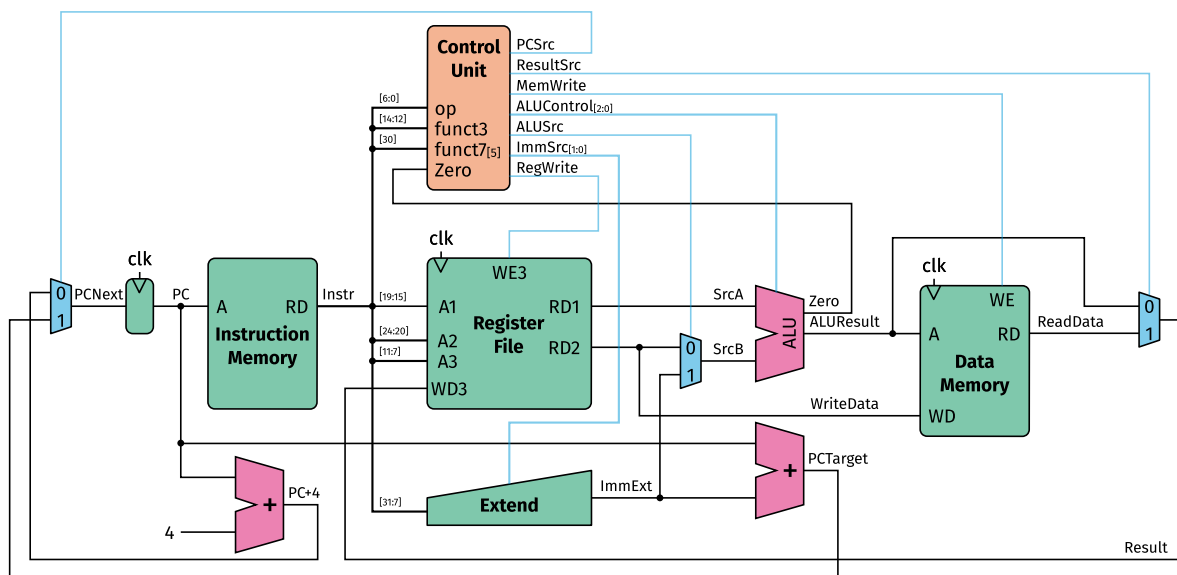 Control
Unit
PCSrc
ResultSrc
MemWrite
ALUControl[2:0]
ALUSrc
ImmSrc[1:0]
RegWrite
[6:0]
op
[14:12]
funct3
[30]
funct7[5]
Zero
clk
PCNext
0
1
clk
PC
A
RD
Instruction
Memory
Instr
[19:15]
[24:20]
[11:7]
WE3
A1
A2
A3
WD3
Register
File
RD1
RD2
0
1
SrcA
SrcB
ALU
Zero
ALUResult
clk
WE
A
RD
Data
Memory
WD
ReadData
0
1
WriteData
PCTarget
+
ImmExt
[31:7]
Extend
PC+4
+
4
Result